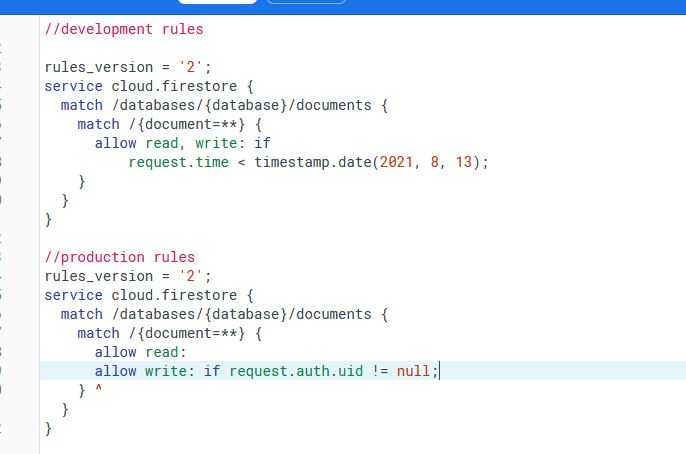 //development rules
rules_version = '2';
service cloud.firestore {
match /databases/{database}/documents {
match /{document=**} {
allow read, write: if
request.time < timestamp.date(2021, 8, 13);
}
}
}
//production rules
rules_version = '2';
service cloud.firestore {
match /databases/{database}/documents {
match /{document=**} {
allow read:
allow write: if request.auth.uid != null;
} ^
}
}